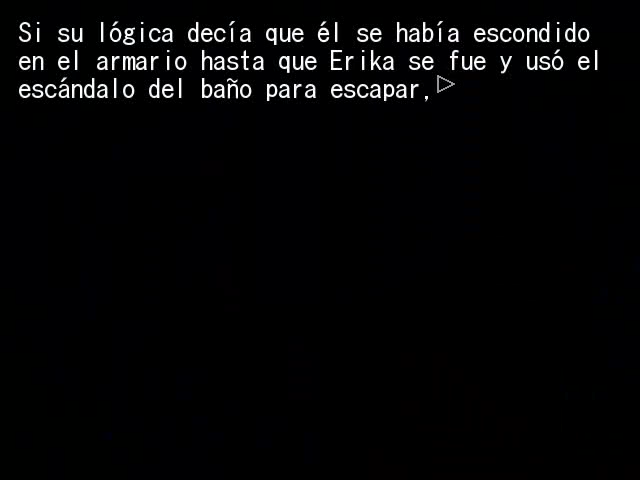 Si su lógica decía que él se había escondido
en el armario hasta que Erika se fue y usó el
escándalo del baño para escapar,